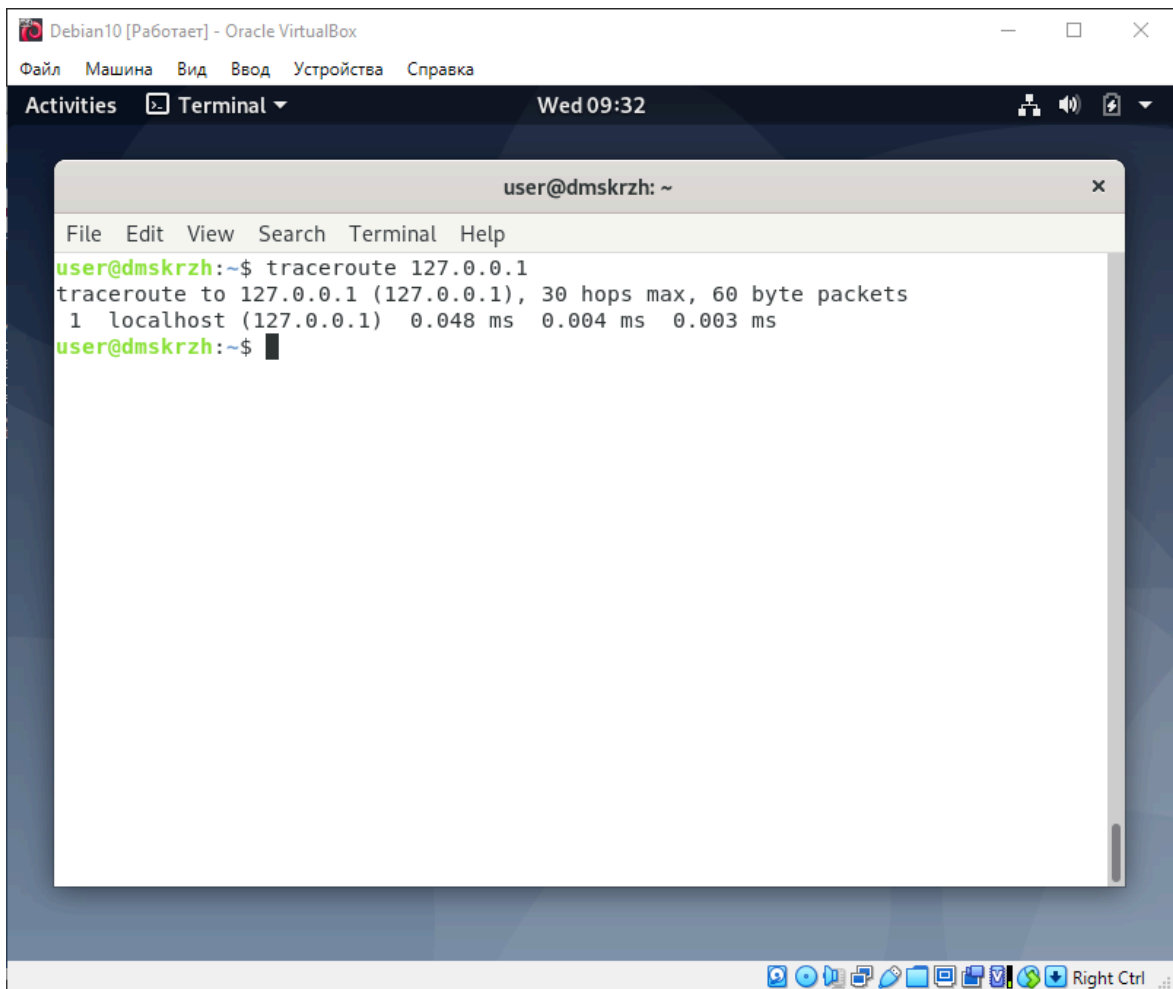 Debian10 [Работает] - Oracle VirtualBox
Файл Машина Вид Ввод Устройства Справка
Activities Terminal Wed 09:32
user@dmskrzh: ~
File Edit View Search Terminal Help
user@dmskrzh:~$ traceroute 127.0.0.1
traceroute to 127.0.0.1 (127.0.0.1), 30 hops max, 60 byte packets
 1  localhost (127.0.0.1)  0.048 ms  0.004 ms  0.003 ms
user@dmskrzh:~$
Right Ctrl